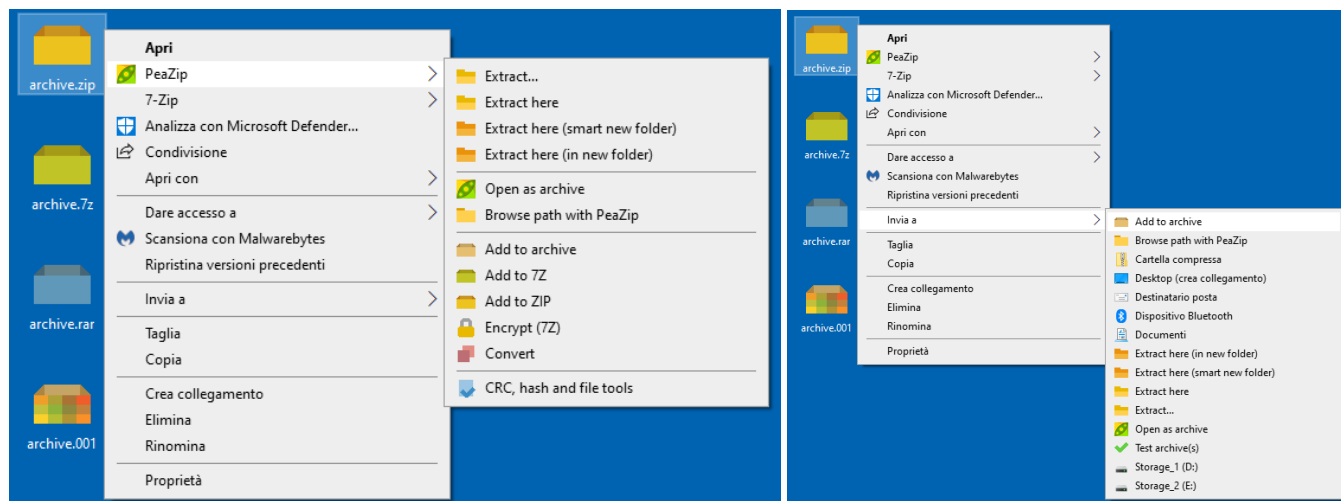 archive.zip
archive.7z
archive.rar
archive.001
Apri
PeaZip
7-Zip
Analizza con Microsoft Defender...
Condivisione
Apri con
Dare accesso a
Scansiona con Malwarebytes
Ripristina versioni precedenti
Invia a
Taglia
Copia
Crea collegamento
Elimina
Rinomina
Proprietà
Extract...
Extract here
Extract here (smart new folder)
Extract here (in new folder)
Open as archive
Browse path with PeaZip
Add to archive
Add to 7Z
Add to ZIP
Encrypt (7Z)
Convert
CRC, hash and file tools
archive.zip
archive.7z
archive.rar
archive.001
Apri
PeaZip
7-Zip
Analizza con Microsoft Defender...
Condivisione
Apri con
Dare accesso a
Scansiona con Malwarebytes
Ripristina versioni precedenti
Invia a
Taglia
Copia
Crea collegamento
Elimina
Rinomina
Proprietà
Add to archive
Browse path with PeaZip
Cartella compressa
Desktop (crea collegamento)
Destinatario posta
Dispositivo Bluetooth
Documenti
Extract here (in new folder)
Extract here (smart new folder)
Extract here
Extract...
Open as archive
Test archive(s)
Storage_1 (D:)
Storage_2 (E:)